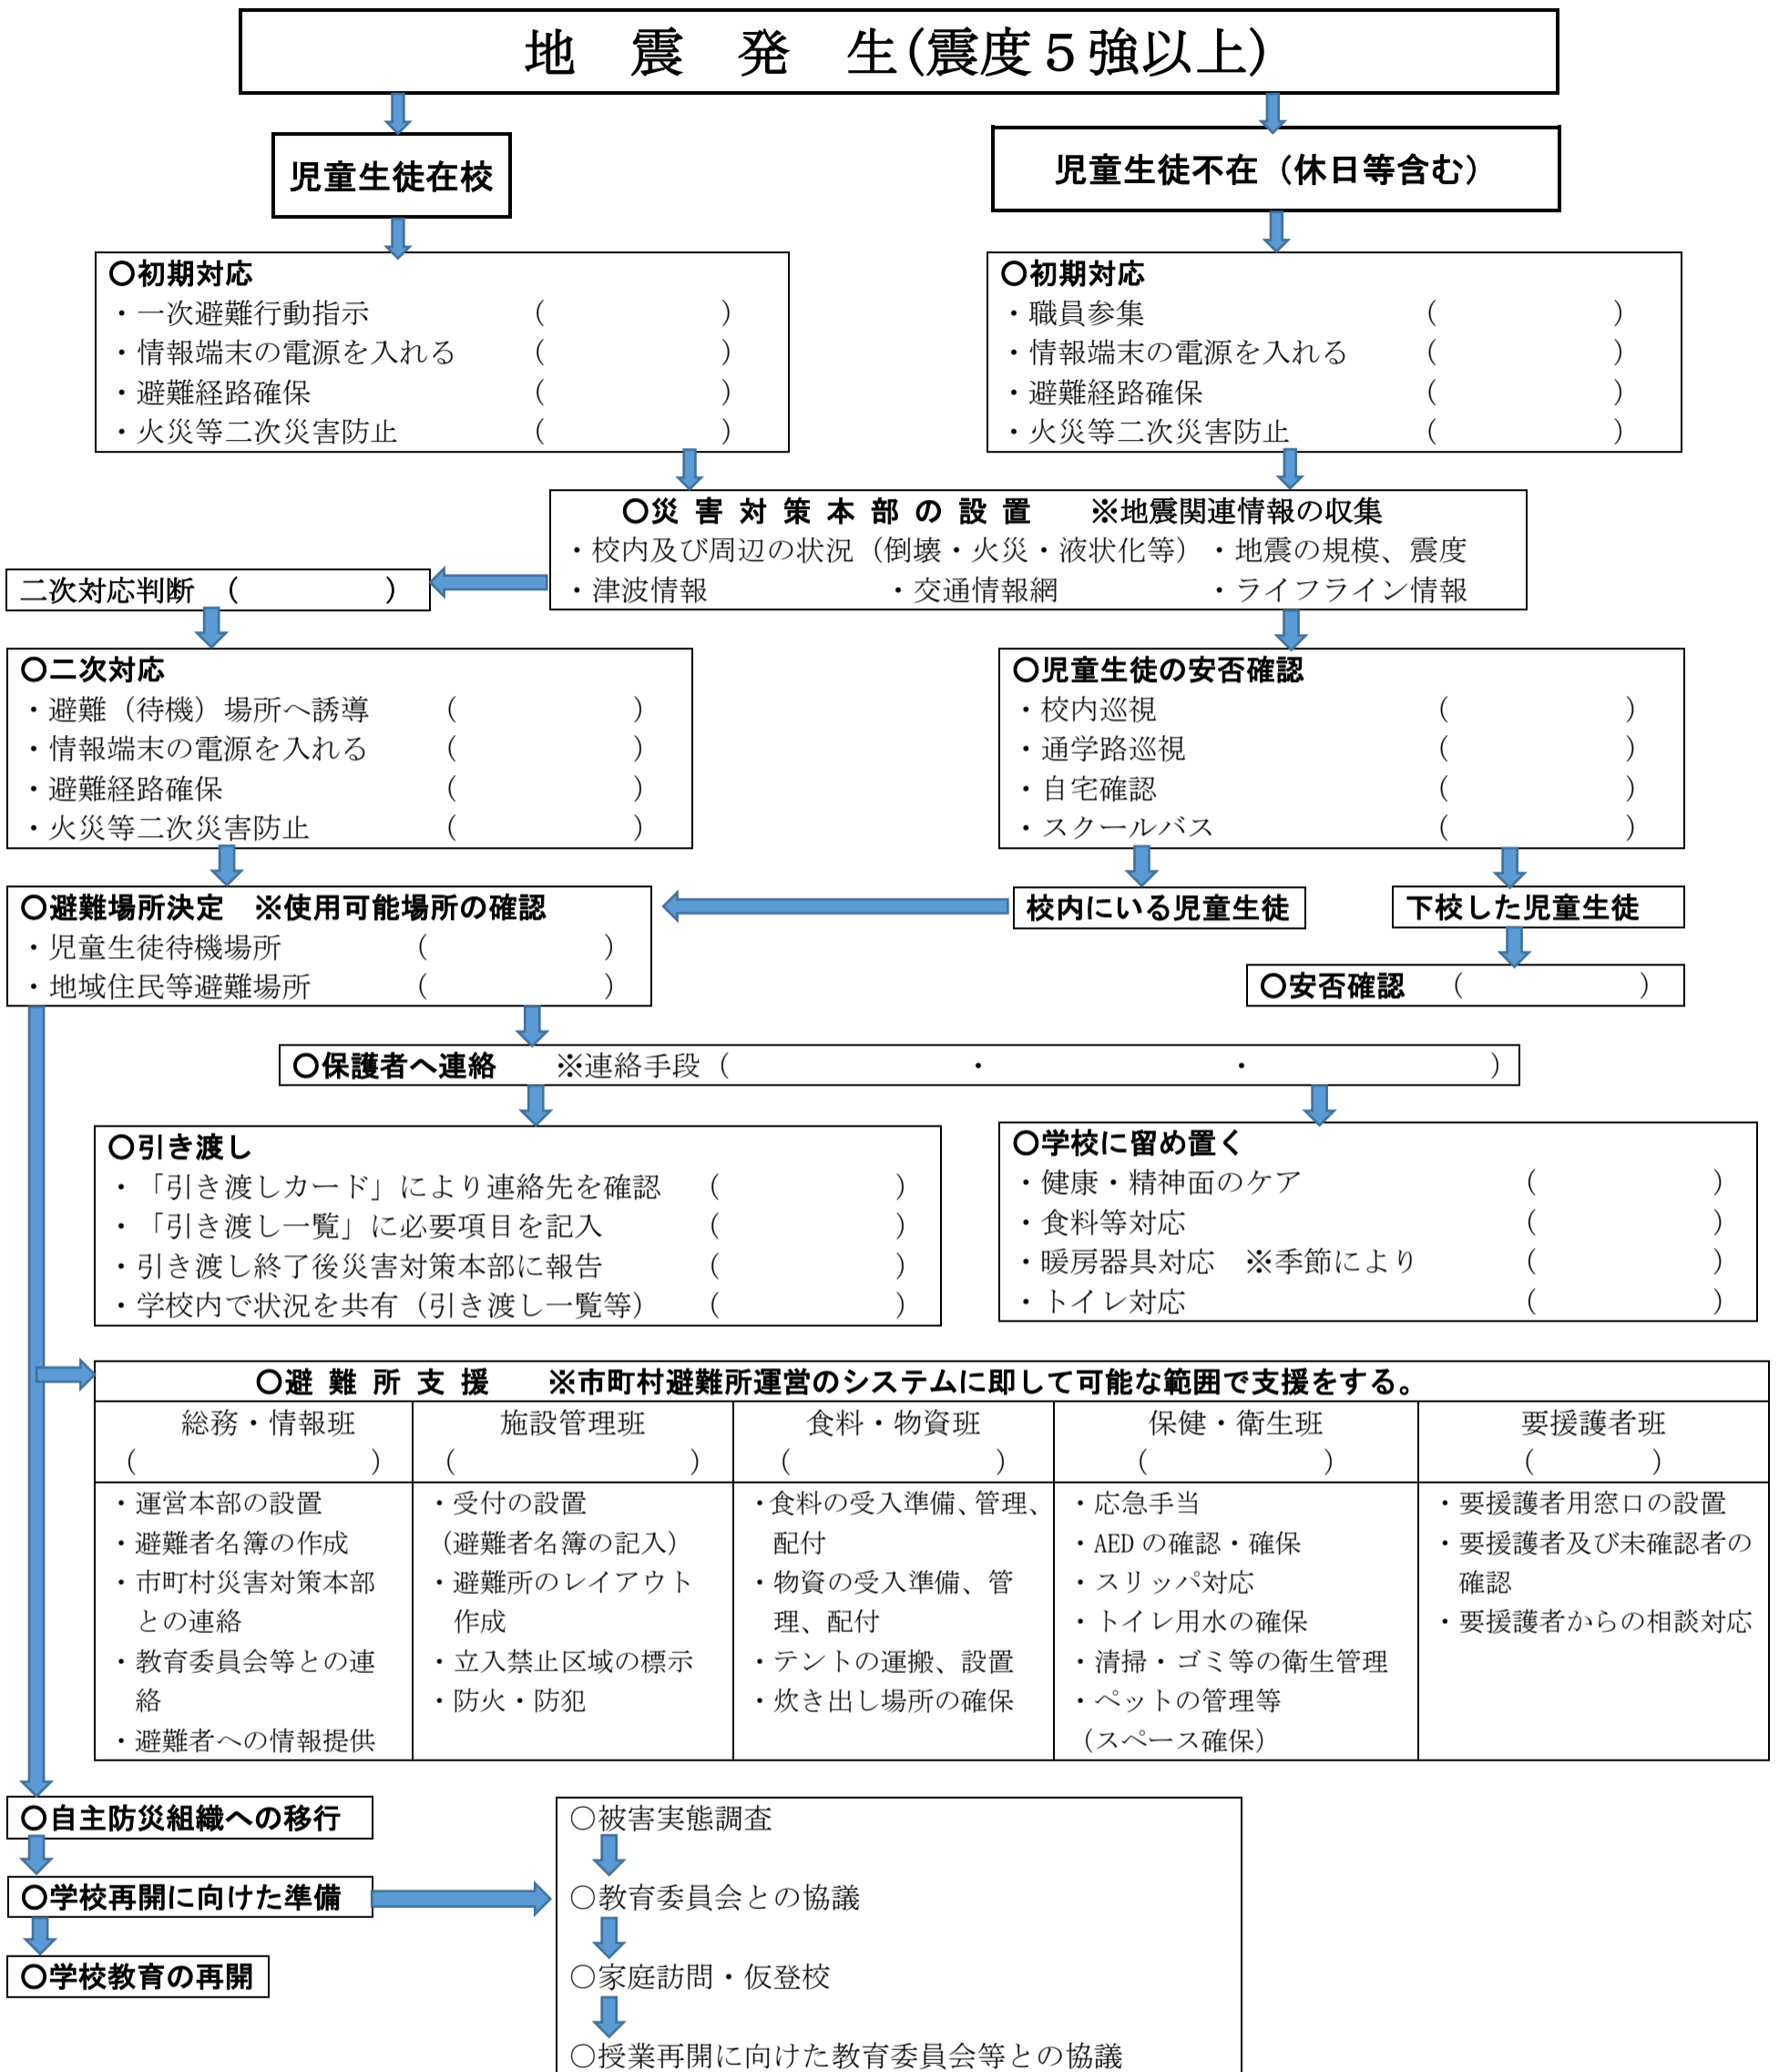 地　震　発　生(震度５強以上)
児童生徒在校
児童生徒不在（休日等含む）
〇初期対応
・一次避難行動指示　（　　　　　　）
・情報端末の電源を入れる　（　　　　　　）
・避難経路確保　（　　　　　　）
・火災等二次災害防止　（　　　　　　）
〇初期対応
・職員参集　（　　　　　　）
・情報端末の電源を入れる　（　　　　　　）
・避難経路確保　（　　　　　　）
・火災等二次災害防止　（　　　　　　）
〇災 害 対 策 本 部 の 設 置　　※地震関連情報の収集
・校内及び周辺の状況（倒壊・火災・液状化等）・地震の規模、震度
・津波情報　　　　　　・交通情報網　　　　　・ライフライン情報
二次対応判断　（　　　　　）
〇二次対応
・避難（待機）場所へ誘導　（　　　　　　）
・情報端末の電源を入れる　（　　　　　　）
・避難経路確保　（　　　　　　）
・火災等二次災害防止　（　　　　　　）
〇児童生徒の安否確認
・校内巡視　（　　　　　　）
・通学路巡視　（　　　　　　）
・自宅確認　（　　　　　　）
・スクールバス　（　　　　　　）
〇避難場所決定　※使用可能場所の確認
・児童生徒待機場所　（　　　　　　）
・地域住民等避難場所　（　　　　　　）
校内にいる児童生徒
下校した児童生徒
〇安否確認　（　　　　　　）
〇保護者へ連絡　　※連絡手段（　　　　　　　　・　　　　　　　　・　　　　　　　　）
〇引き渡し
・「引き渡しカード」により連絡先を確認　（　　　　　　）
・「引き渡し一覧」に必要項目を記入　（　　　　　　）
・引き渡し終了後災害対策本部に報告　（　　　　　　）
・学校内で状況を共有（引き渡し一覧等）　（　　　　　　）
〇学校に留め置く
・健康・精神面のケア　（　　　　　　）
・食料等対応　（　　　　　　）
・暖房器具対応　※季節により　（　　　　　　）
・トイレ対応　（　　　　　　）
〇避 難 所 支 援　　※市町村避難所運営のシステムに即して可能な範囲で支援をする。
総務・情報班
（　　　　　　　　）
・運営本部の設置
・避難者名簿の作成
・市町村災害対策本部
との連絡
・教育委員会等との連
絡
・避難者への情報提供
施設管理班
（　　　　　　　　）
・受付の設置
（避難者名簿の記入）
・避難所のレイアウト
作成
・立入禁止区域の標示
・防火・防犯
食料・物資班
（　　　　　　　）
・食料の受入準備、管理、
配付
・物資の受入準備、管
理、配付
・テントの運搬、設置
・炊き出し場所の確保
保健・衛生班
（　　　　　　）
・応急手当
・AED の確認・確保
・スリッパ対応
・トイレ用水の確保
・清掃・ゴミ等の衛生管理
・ペットの管理等
（スペース確保）
要援護者班
（　　　　）
・要援護者用窓口の設置
・要援護者及び未確認者の
確認
・要援護者からの相談対応
〇自主防災組織への移行
〇学校再開に向けた準備
〇学校教育の再開
〇被害実態調査
〇教育委員会との協議
〇家庭訪問・仮登校
〇授業再開に向けた教育委員会等との協議